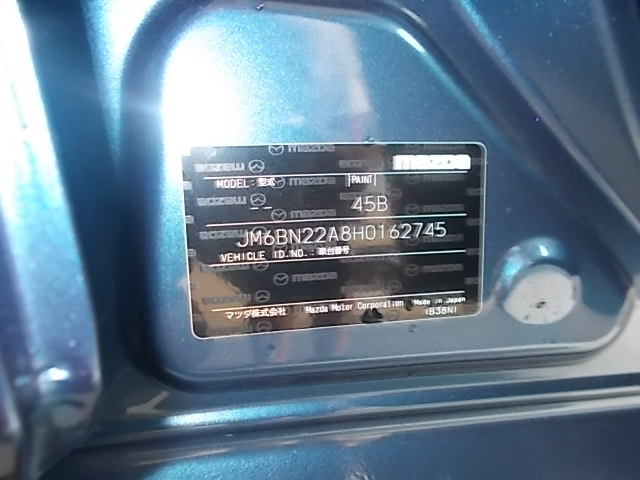 mazda
MODEL: 型式 PAINT
-- 45B
JM6BN22A8H0162745
VEHICLE ID.NO.: 車台番号
マツダ株式会社 Mazda Motor Corporation Made in Japan
(B38N)